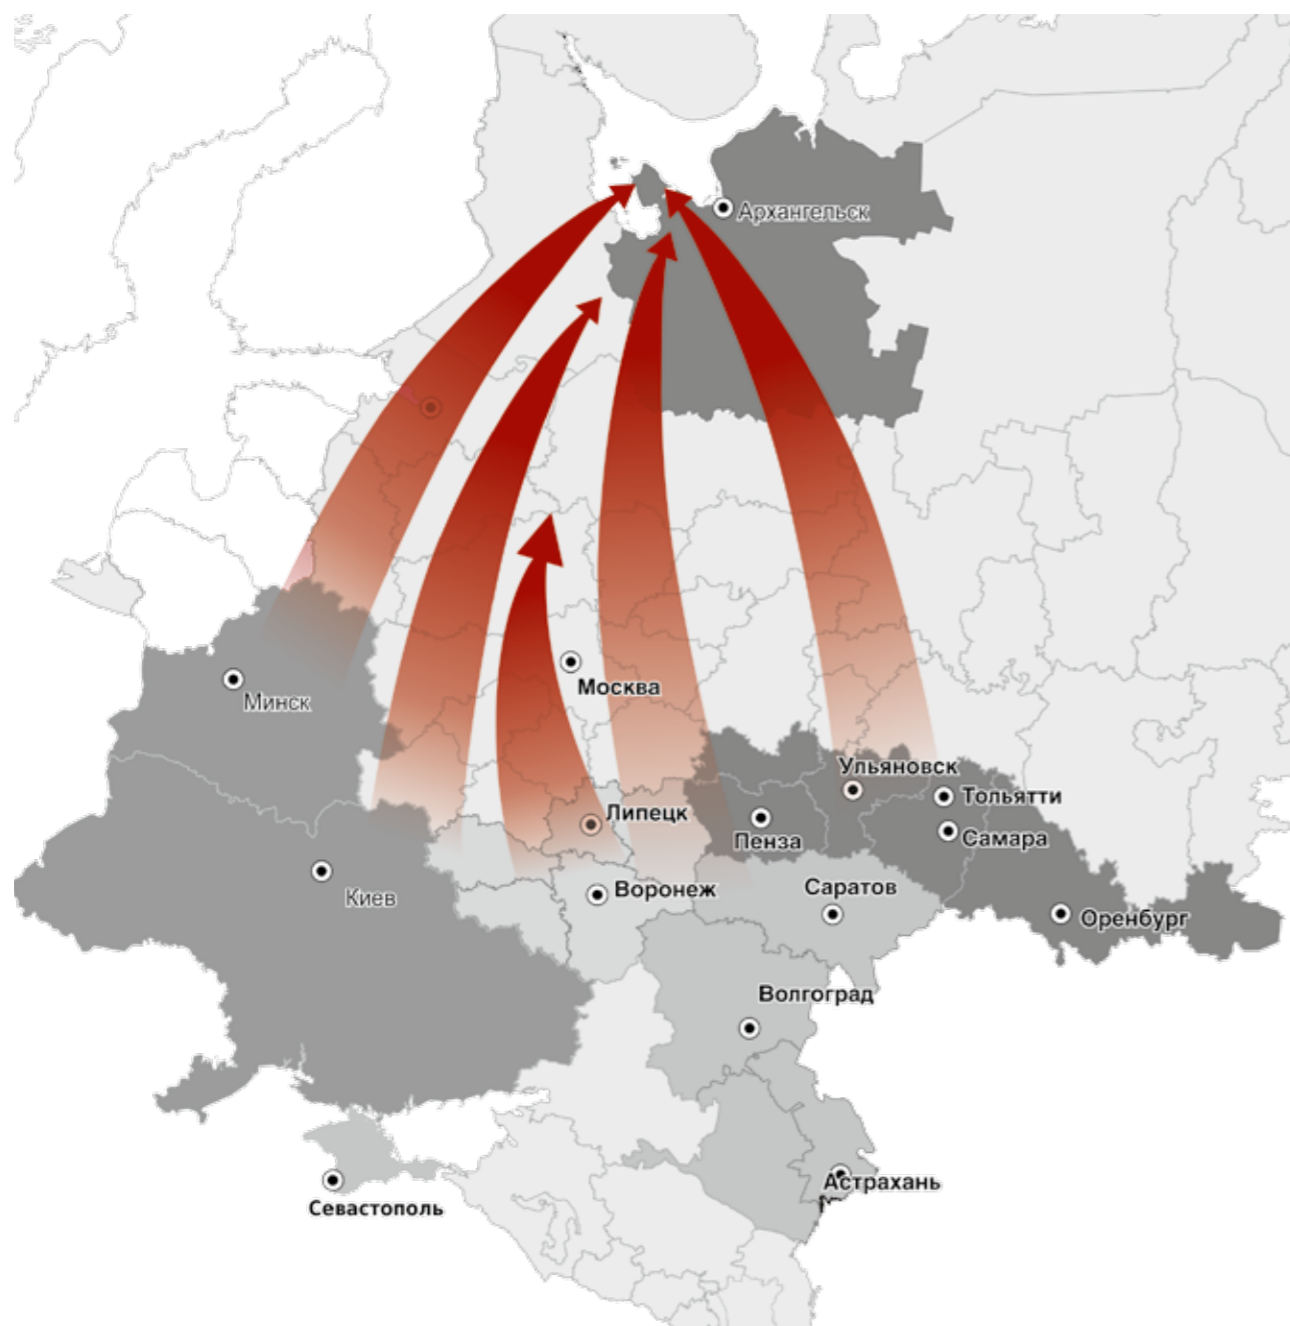 Архангельск
Москва
Минск
Ульяновск
Тольятти
Липецк
Пенза
Самара
Воронеж
Саратов
Киев
Оренбург
Волгоград
Астрахань
Севастополь